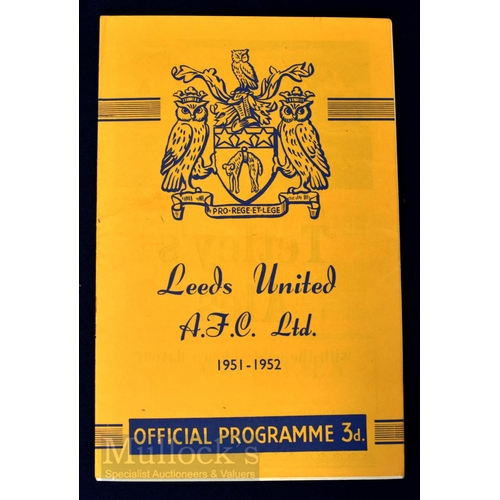 PRO·REGE·ET·LEGE
Leeds United
A.F.C. Ltd.
1951-1952
OFFICIAL PROGRAMME 3d.
Mullock's
Specialist Auctioneers & Valuers